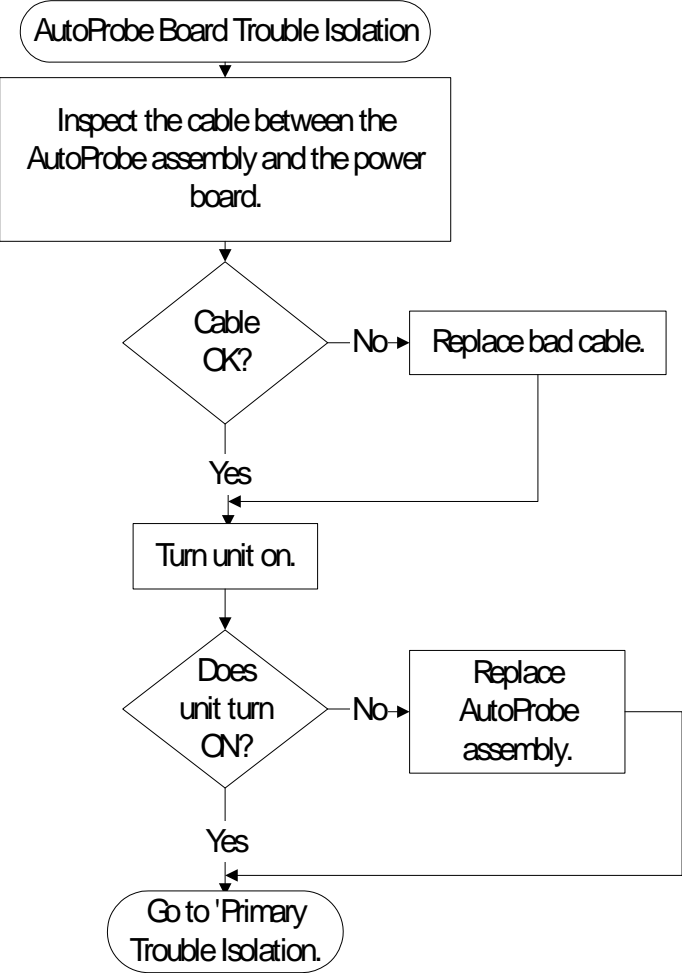 AutoProbe Board Trouble Isolation
Inspect the cable between the
AutoProbe assembly and the power
board.
Cable
OK?
No
Replace bad cable.
Yes
Turn unit on.
Does
unit turn
ON?
No
Replace
AutoProbe
assembly.
Yes
Go to 'Primary
Trouble Isolation.